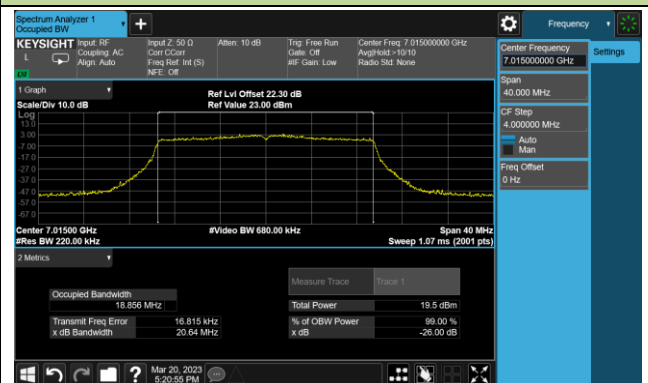 Spectrum Analyzer 1
Occupied BW
Frequency
KEYSIGHT
L
Input: RF
Coupling: AC
Align: Auto
Input Z: 50 Ω
Corr CCorr
Freq Ref: Int (S)
NFE: Off
Atten: 10 dB
Trig: Free Run
Gate: Off
#IF Gain: Low
Center Freq: 7.015000000 GHz
Avg|Hold:>10/10
Radio Std: None
Center Frequency
7.015000000 GHz
Settings
Span
40.000 MHz
CF Step
4.000000 MHz
Auto
Man
Freq Offset
0 Hz
1 Graph
Scale/Div 10.0 dB
Ref Lvl Offset 22.30 dB
Ref Value 23.00 dBm
Log
13.0
3.00
-7.00
-17.0
-27.0
-37.0
-47.0
-57.0
-67.0
Center 7.01500 GHz
#Res BW 220.00 kHz
#Video BW 680.00 kHz
Span 40 MHz
Sweep 1.07 ms (2001 pts)
2 Metrics
Measure Trace
Trace 1
Occupied Bandwidth
18.856 MHz
Total Power
19.5 dBm
Transmit Freq Error
16.815 kHz
% of OBW Power
99.00 %
x dB Bandwidth
20.64 MHz
x dB
-26.00 dB
Mar 20, 2023
5:20:55 PM